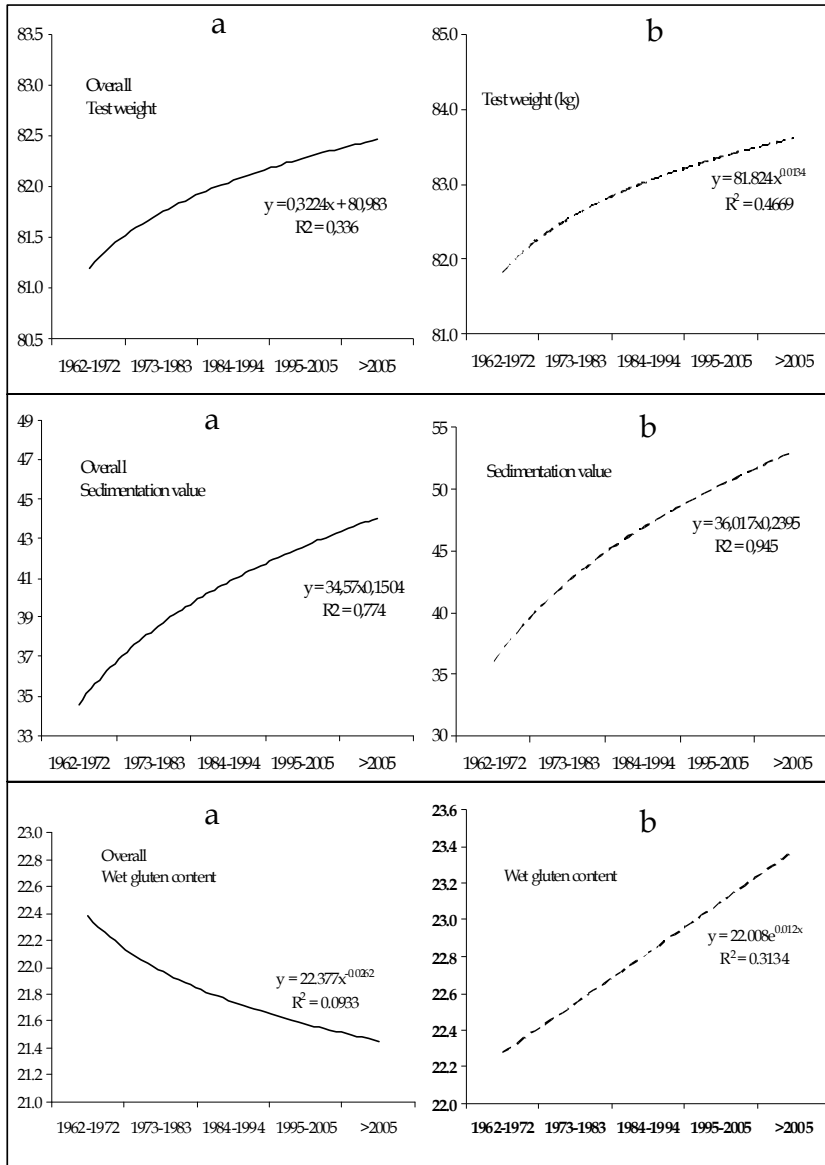 a
83.5
83.0
82.5
82.0
81.5
81.0
80.5
Overall
Test weight
y = 0,3224x + 80,983
R2 = 0,336
1962-1972 1973-1983 1984-1994 1995-2005 >2005
b
85.0
84.0
83.0
82.0
81.0
Test weight (kg)
y = 81.824x^0.0134
R² = 0.4669
1962-1972 1973-1983 1984-1994 1995-2005 >2005
a
49
47
45
43
41
39
37
35
33
Overall
Sedimentation value
y = 34,57x0,1504
R2 = 0,774
1962-1972 1973-1983 1984-1994 1995-2005 >2005
b
55
50
45
40
35
30
Sedimentation value
y = 36,017x0,2395
R2 = 0,945
1962-1972 1973-1983 1984-1994 1995-2005 >2005
a
23.0
22.8
22.6
22.4
22.2
22.0
21.8
21.6
21.4
21.2
21.0
Overall
Wet gluten content
y = 22.377x^-0.0262
R² = 0.0933
1962-1972 1973-1983 1984-1994 1995-2005 >2005
b
23.6
23.4
23.2
23.0
22.8
22.6
22.4
22.2
22.0
Wet gluten content
y = 22.008e^0.012x
R² = 0.3134
1962-1972 1973-1983 1984-1994 1995-2005 >2005